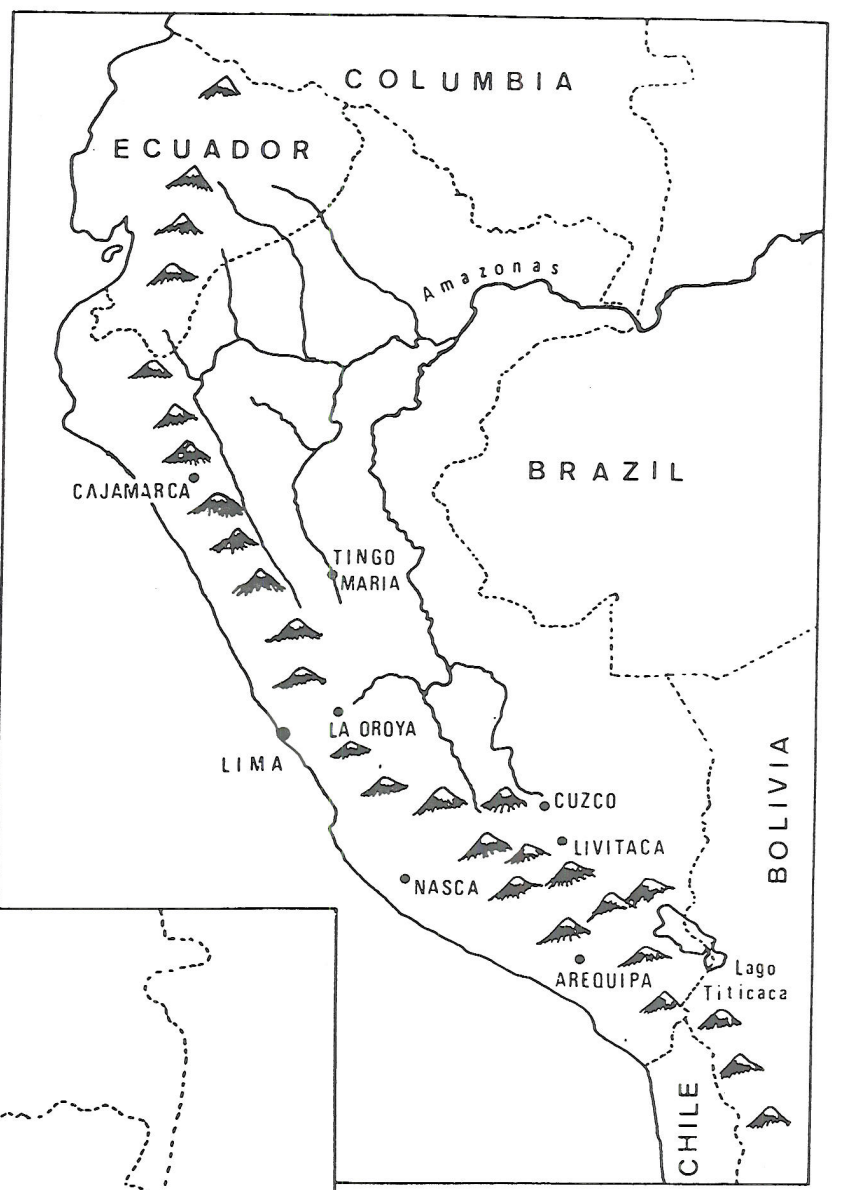 COLUMBIA
ECUADOR
Amazonas
BRAZIL
CAJAMARCA
TINGO
MARIA
LA OROYA
LIMA
CUZCO
BOLIVIA
LIVITACA
NASCA
AREQUIPA
Lago
Titicaca
CHILE